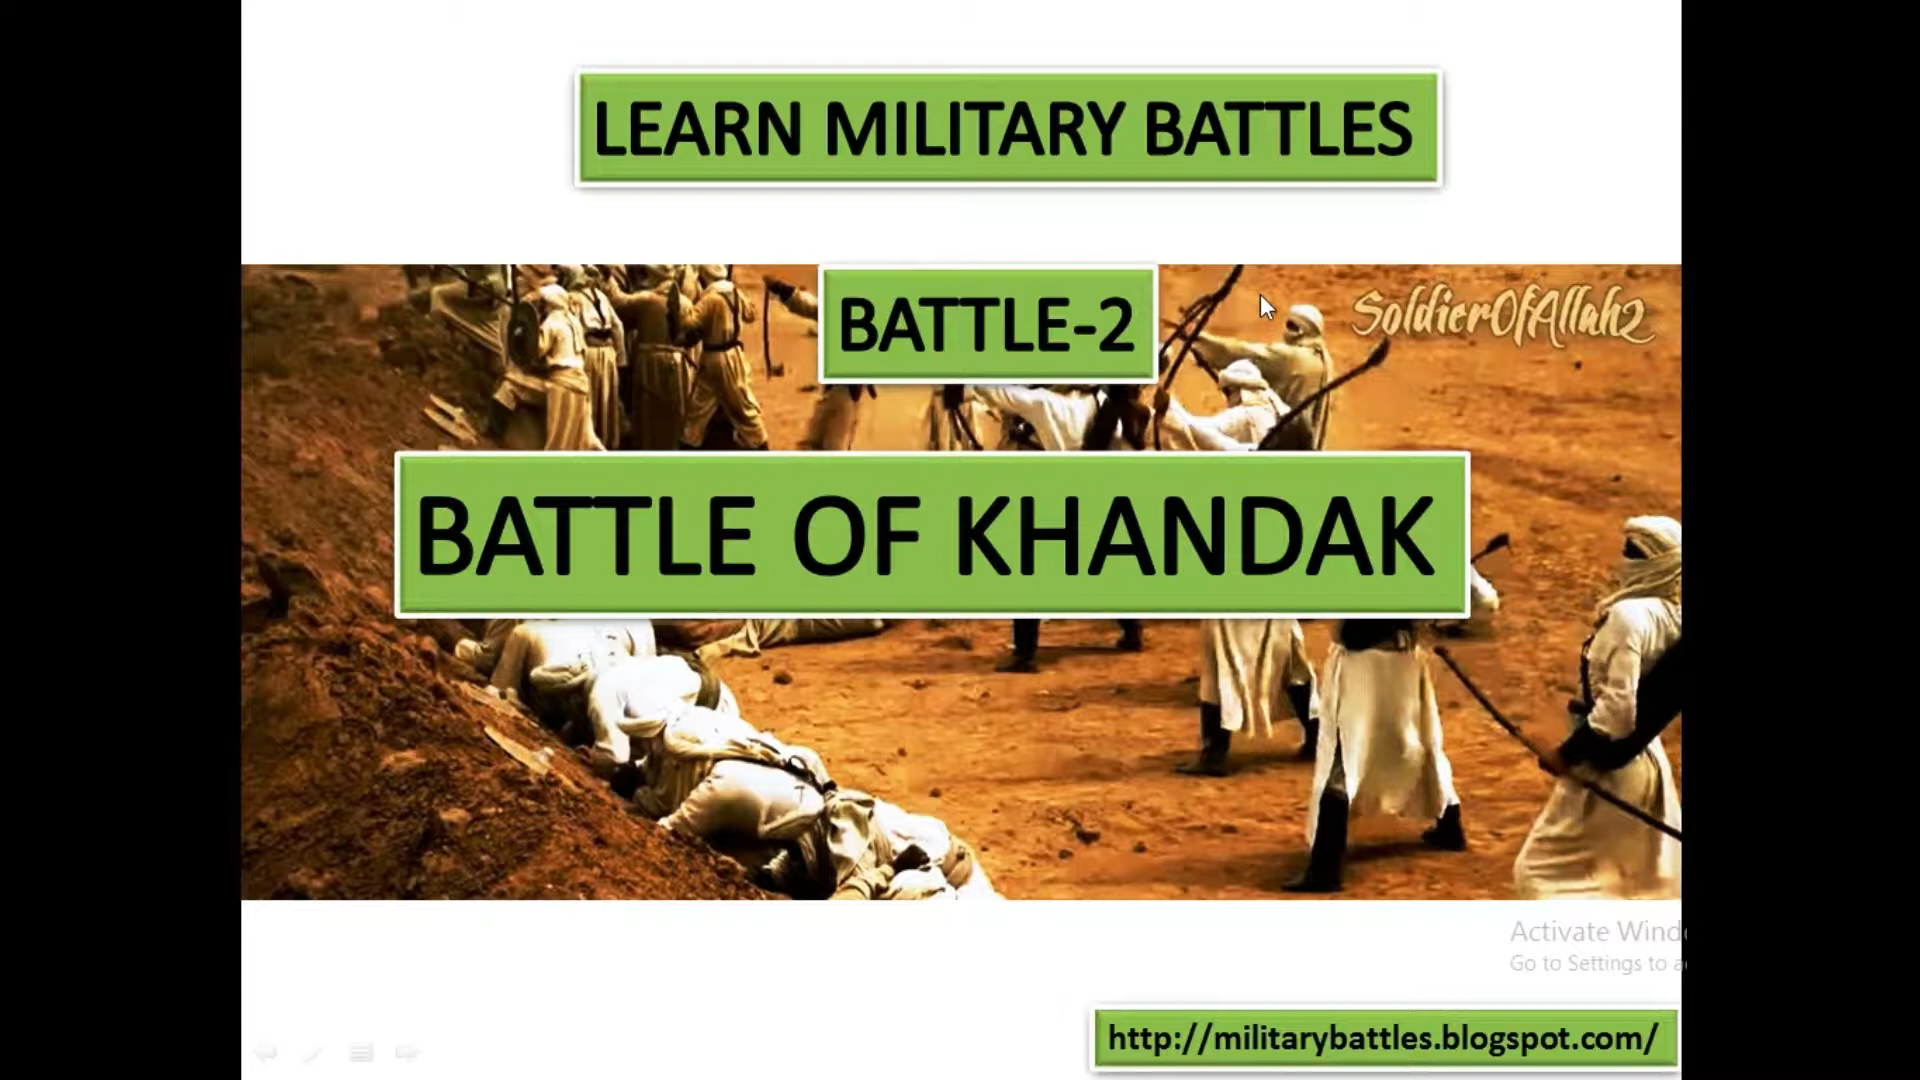 LEARN MILITARY BATTLES
BATTLE-2
SoldierOfAllah2
BATTLE OF KHANDAK
Activate Wind
Go to Settings to a
http://militarybattles.blogspot.com/